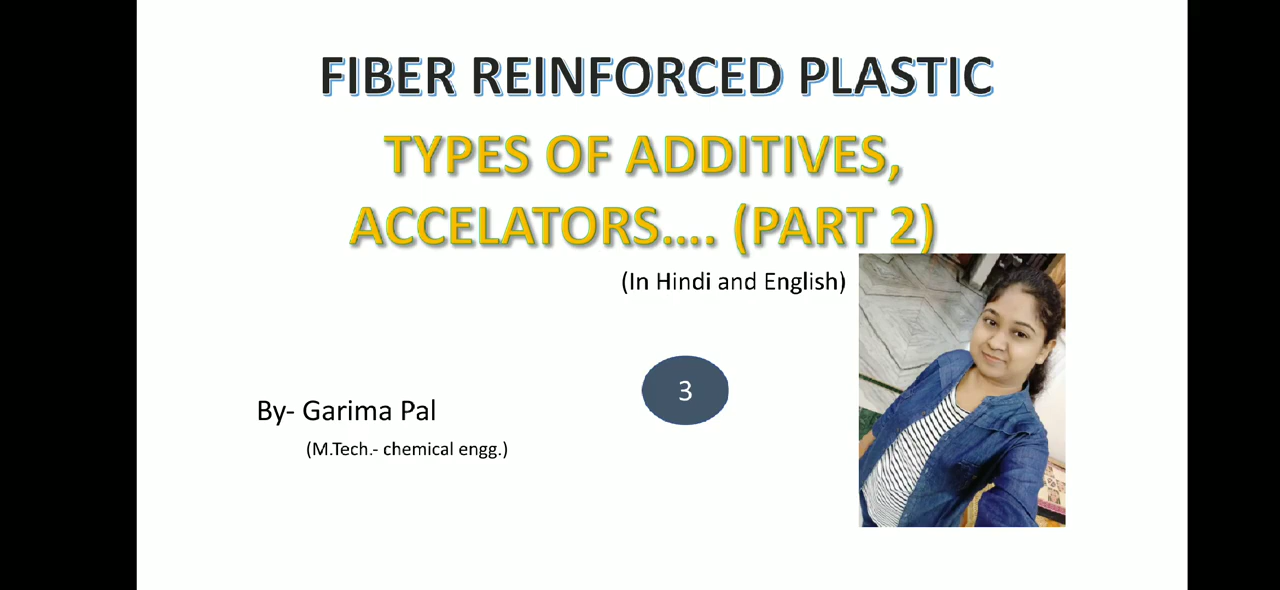 FIBER REINFORCED PLASTIC
TYPES OF ADDITIVES,
ACCELATORS.... (PART 2)
(In Hindi and English)
3
By- Garima Pal
(M.Tech.- chemical engg.)